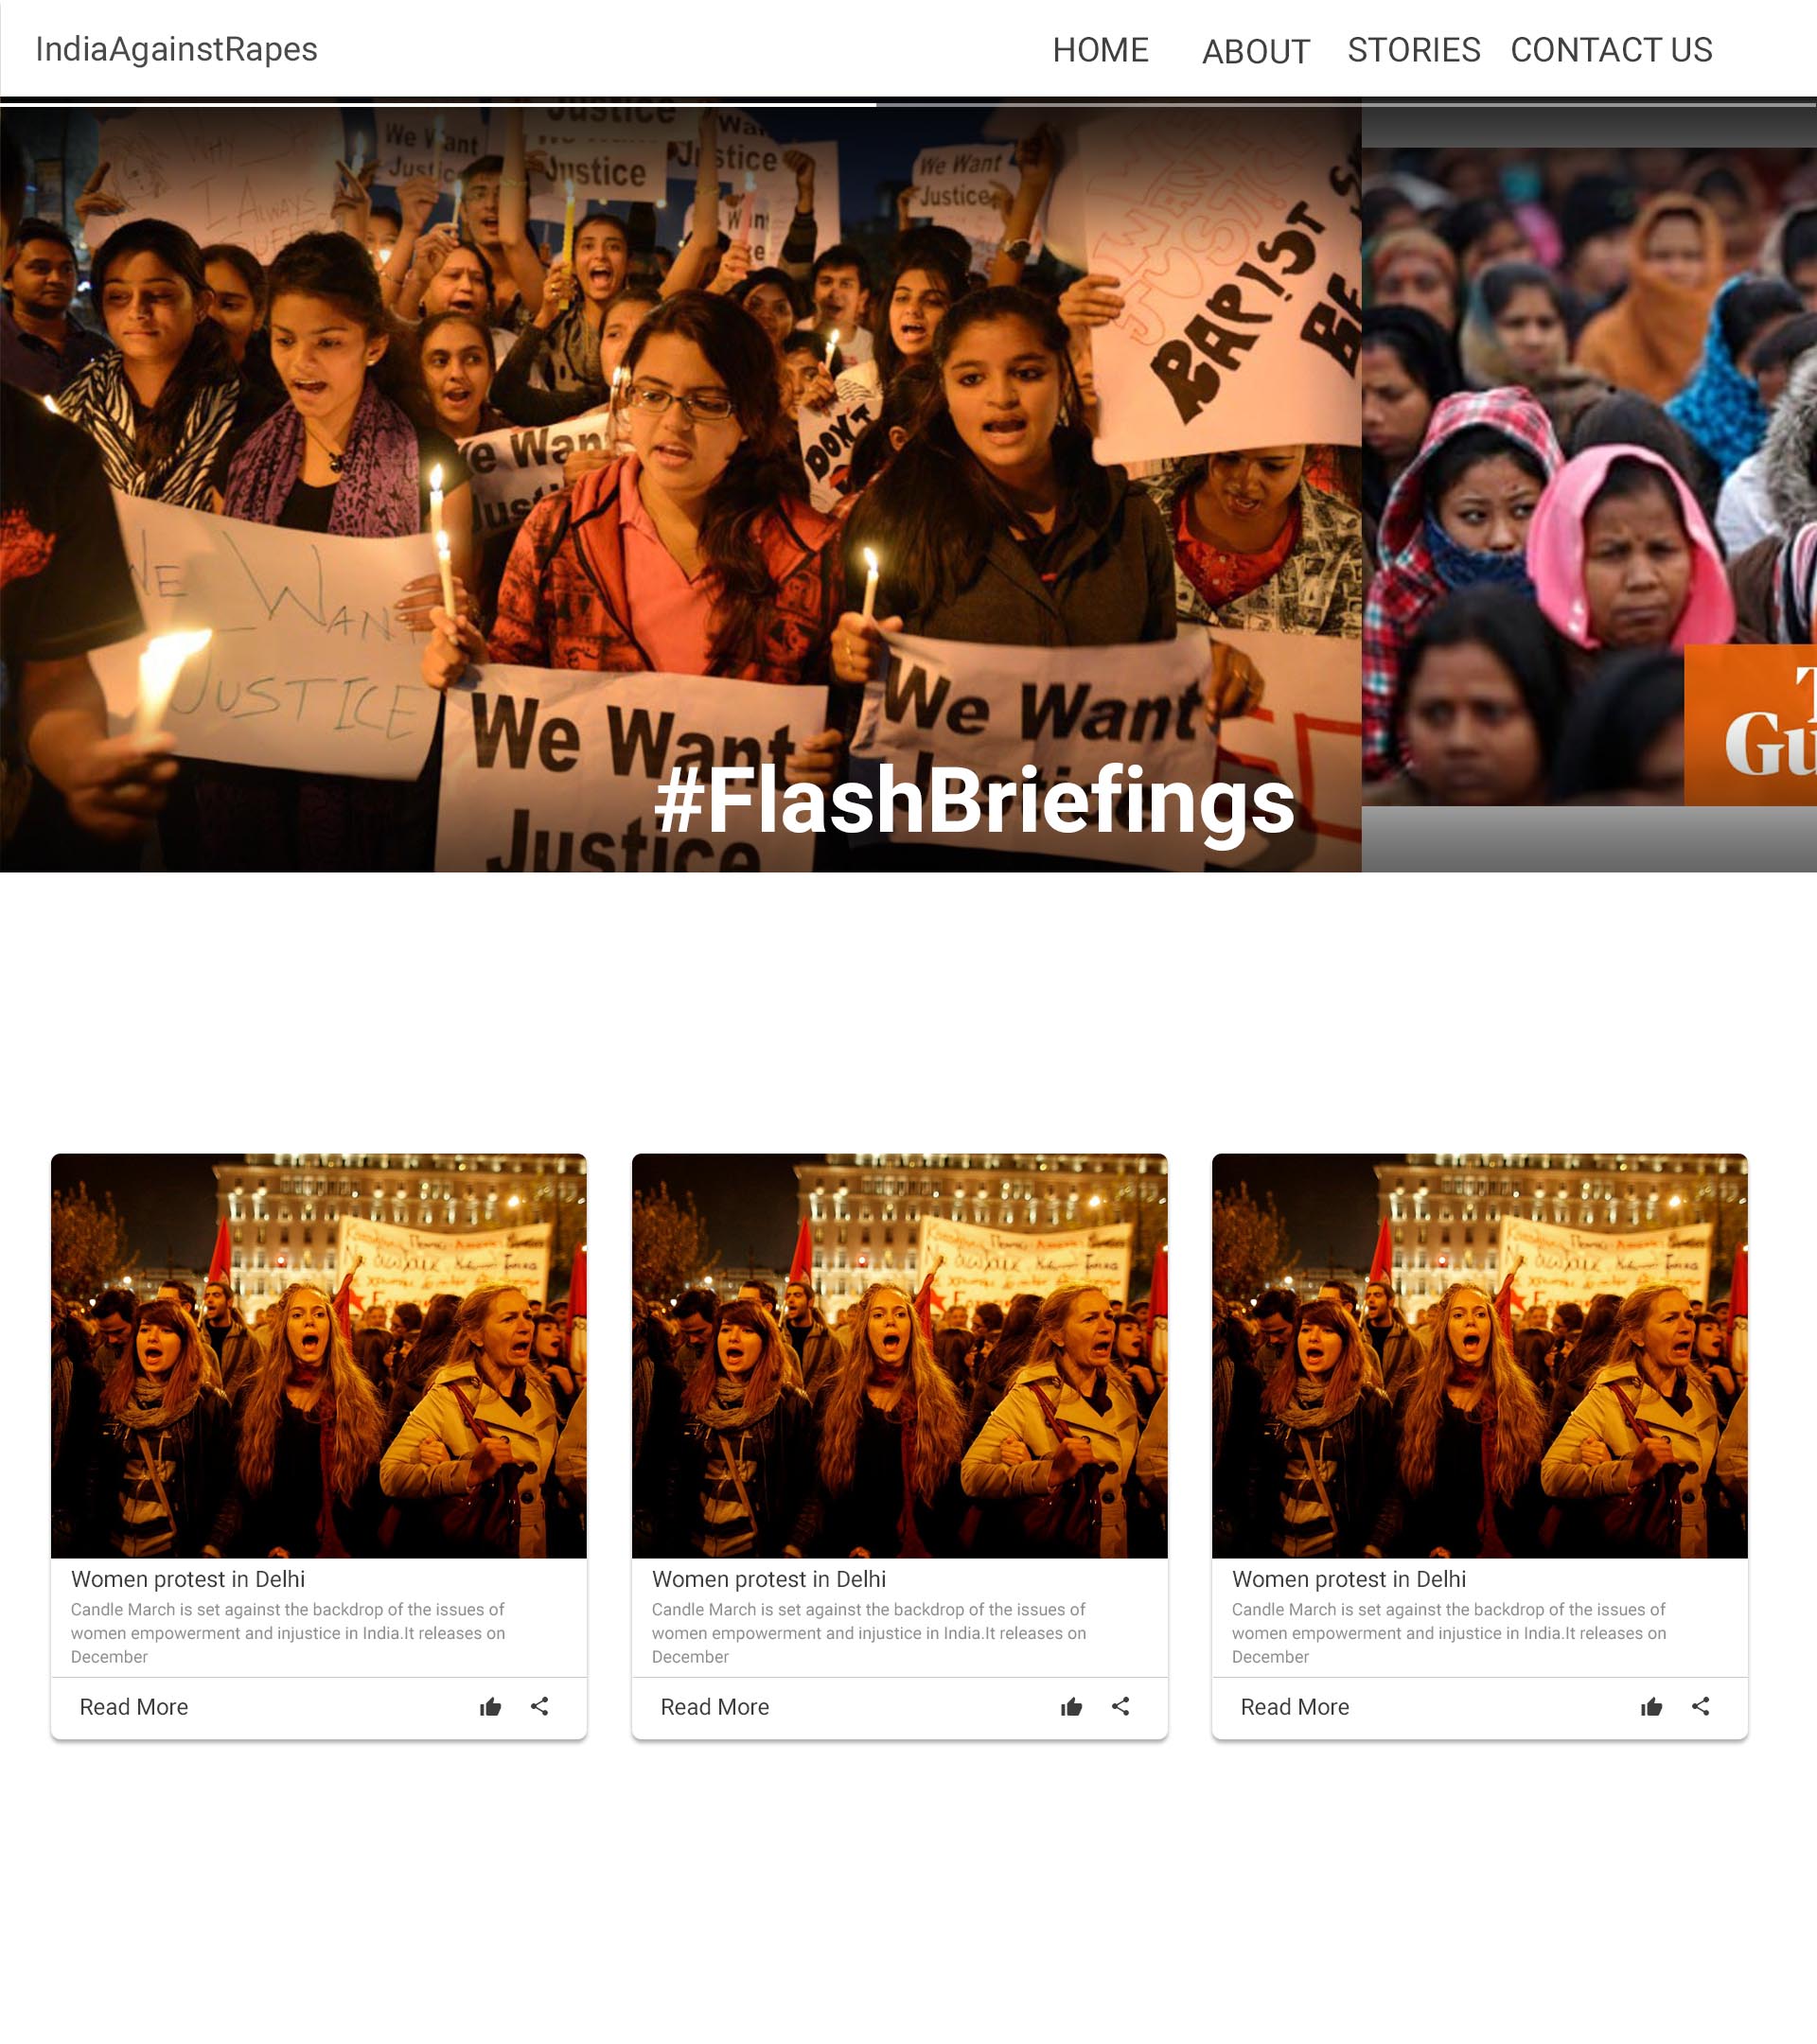 IndiaAgainstRapes
HOME ABOUT STORIES CONTACT US
Justice
We Want
Justice
Justice
Justice
We Want
Justice
I ALWAYS
WANT
JUSTICE
RAPIST
BE
We Want
DON'T
WE WANT
JUSTICE
We Want
Justice
We Want
#FlashBriefings
Women protest in Delhi
Candle March is set against the backdrop of the issues of
women empowerment and injustice in India.It releases on
December
Read More
Women protest in Delhi
Candle March is set against the backdrop of the issues of
women empowerment and injustice in India.It releases on
December
Read More
Women protest in Delhi
Candle March is set against the backdrop of the issues of
women empowerment and injustice in India.It releases on
December
Read More